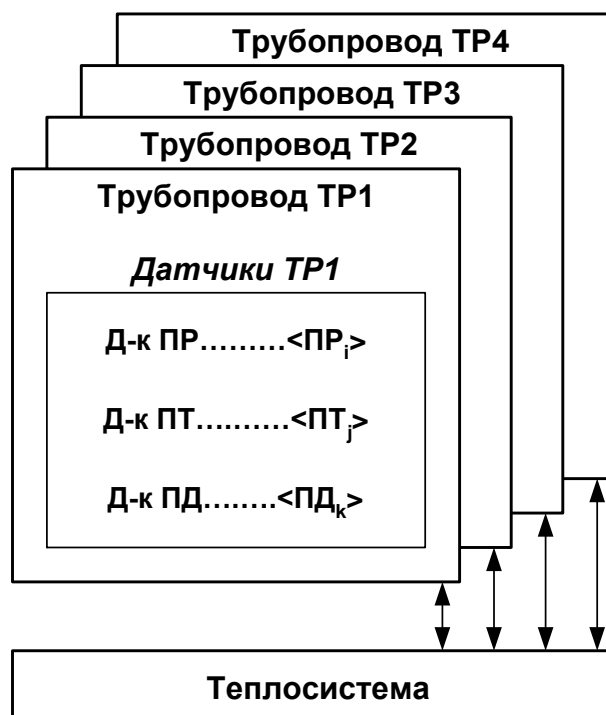 Трубопровод ТР4
Трубопровод ТР3
Трубопровод ТР2
Трубопровод ТР1
Датчики ТР1
Д-к ПР.........<ПРi>
Д-к ПТ..........<ПТj>
Д-к ПД........<ПДk>
Теплосистема